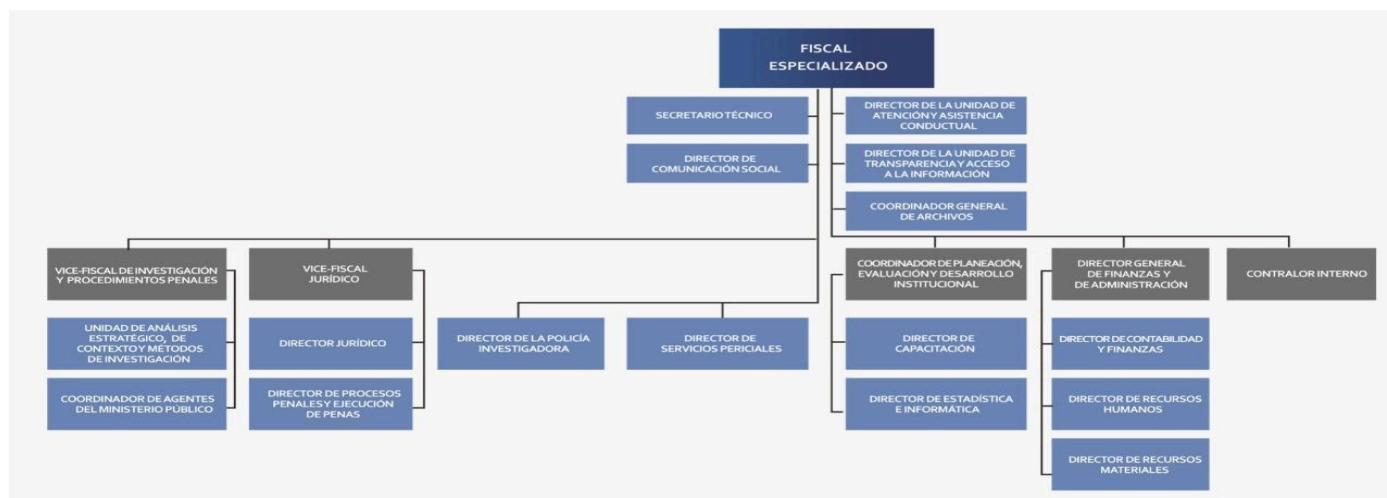 FISCAL
ESPECIALIZADO
SECRETARIO TÉCNICO
DIRECTOR DE
COMUNICACIÓN SOCIAL
DIRECTOR DE LA UNIDAD DE
ATENCIÓN Y ASISTENCIA
CONDUCTUAL
DIRECTOR DE LA UNIDAD DE
TRANSPARENCIA Y ACCESO
A LA INFORMACIÓN
COORDINADOR GENERAL
DE ARCHIVOS
VICE-FISCAL DE INVESTIGACIÓN
Y PROCEDIMIENTOS PENALES
UNIDAD DE ANÁLISIS
ESTRATÉGICO, DE
CONTEXTO Y MÉTODOS
DE INVESTIGACIÓN
COORDINADOR DE AGENTES
DEL MINISTERIO PÚBLICO
VICE-FISCAL
JURÍDICO
DIRECTOR JURÍDICO
DIRECTOR DE PROCESOS
PENALES Y EJECUCIÓN
DE PENAS
DIRECTOR DE LA POLICÍA
INVESTIGADORA
DIRECTOR DE
SERVICIOS PERICIALES
COORDINADOR DE PLANEACIÓN,
EVALUACIÓN Y DESARROLLO
INSTITUCIONAL
DIRECTOR DE
CAPACITACIÓN
DIRECTOR DE ESTADÍSTICA
E INFORMÁTICA
DIRECTOR GENERAL
DE FINANZAS Y
DE ADMINISTRACIÓN
DIRECTOR DE CONTABILIDAD
Y FINANZAS
DIRECTOR DE RECURSOS
HUMANOS
DIRECTOR DE RECURSOS
MATERIALES
CONTRALOR INTERNO